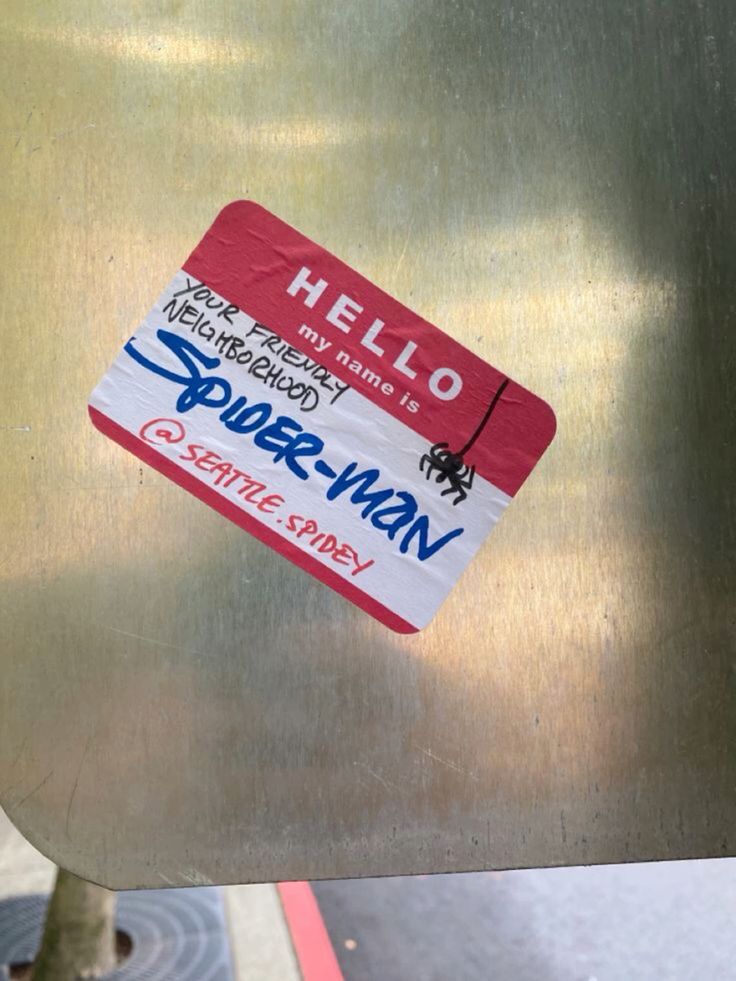 HELLO
my name is
YOUR FRIENDLY
NEIGHBORHOOD
SPIDER-MAN
@SEATTLE.SPIDEY